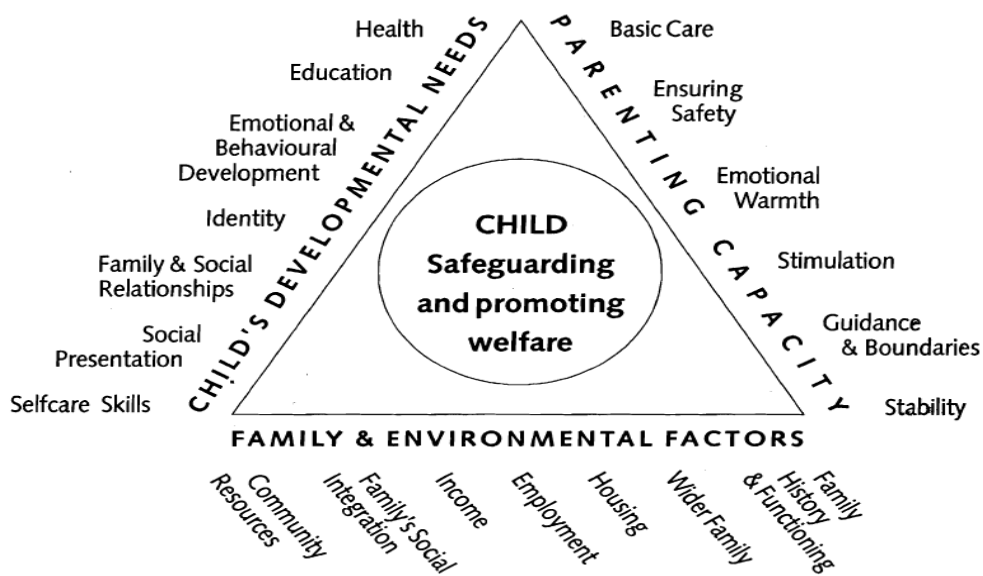 Health
Education
Emotional &
Behavioural
Development
Identity
Family & Social
Relationships
Social
Presentation
Selfcare Skills
CHILD'S DEVELOPMENTAL NEEDS
CHILD
Safeguarding
and promoting
welfare
PARENTING CAPACITY
Basic Care
Ensuring
Safety
Emotional
Warmth
Stimulation
Guidance
& Boundaries
Stability
FAMILY & ENVIRONMENTAL FACTORS
Community
Resources
Family's Social
Integration
Income
Employment
Housing
Wider Family
Family
History
& Functioning